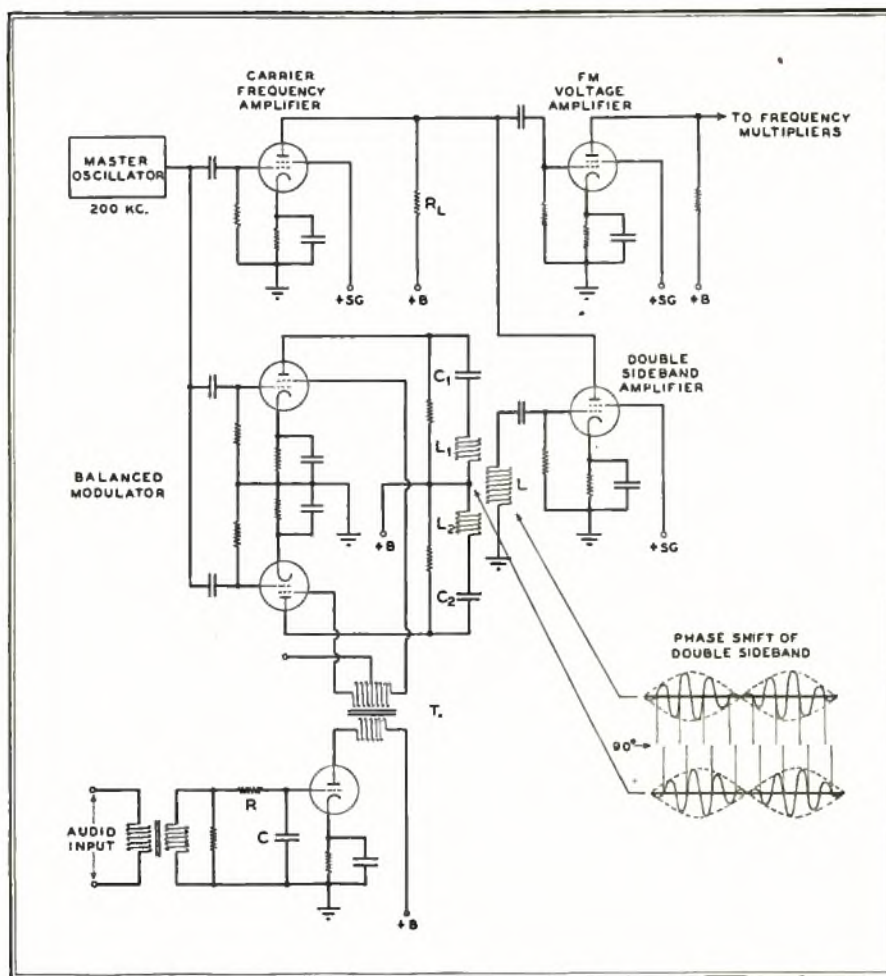 CARRIER
FREQUENCY
AMPLIFIER
FM
VOLTAGE
AMPLIFIER
TO FREQUENCY
MULTIPLIERS
MASTER
OSCILLATOR
200 KC.
RL
+SG
+B
+SG
+B
DOUBLE
SIDEBAND
AMPLIFIER
C1
L1
L
BALANCED
MODULATOR
+B
L2
+SG
C2
PHASE SHIFT OF
DOUBLE SIDEBAND
T.
90°
R
AUDIO
INPUT
C
+B